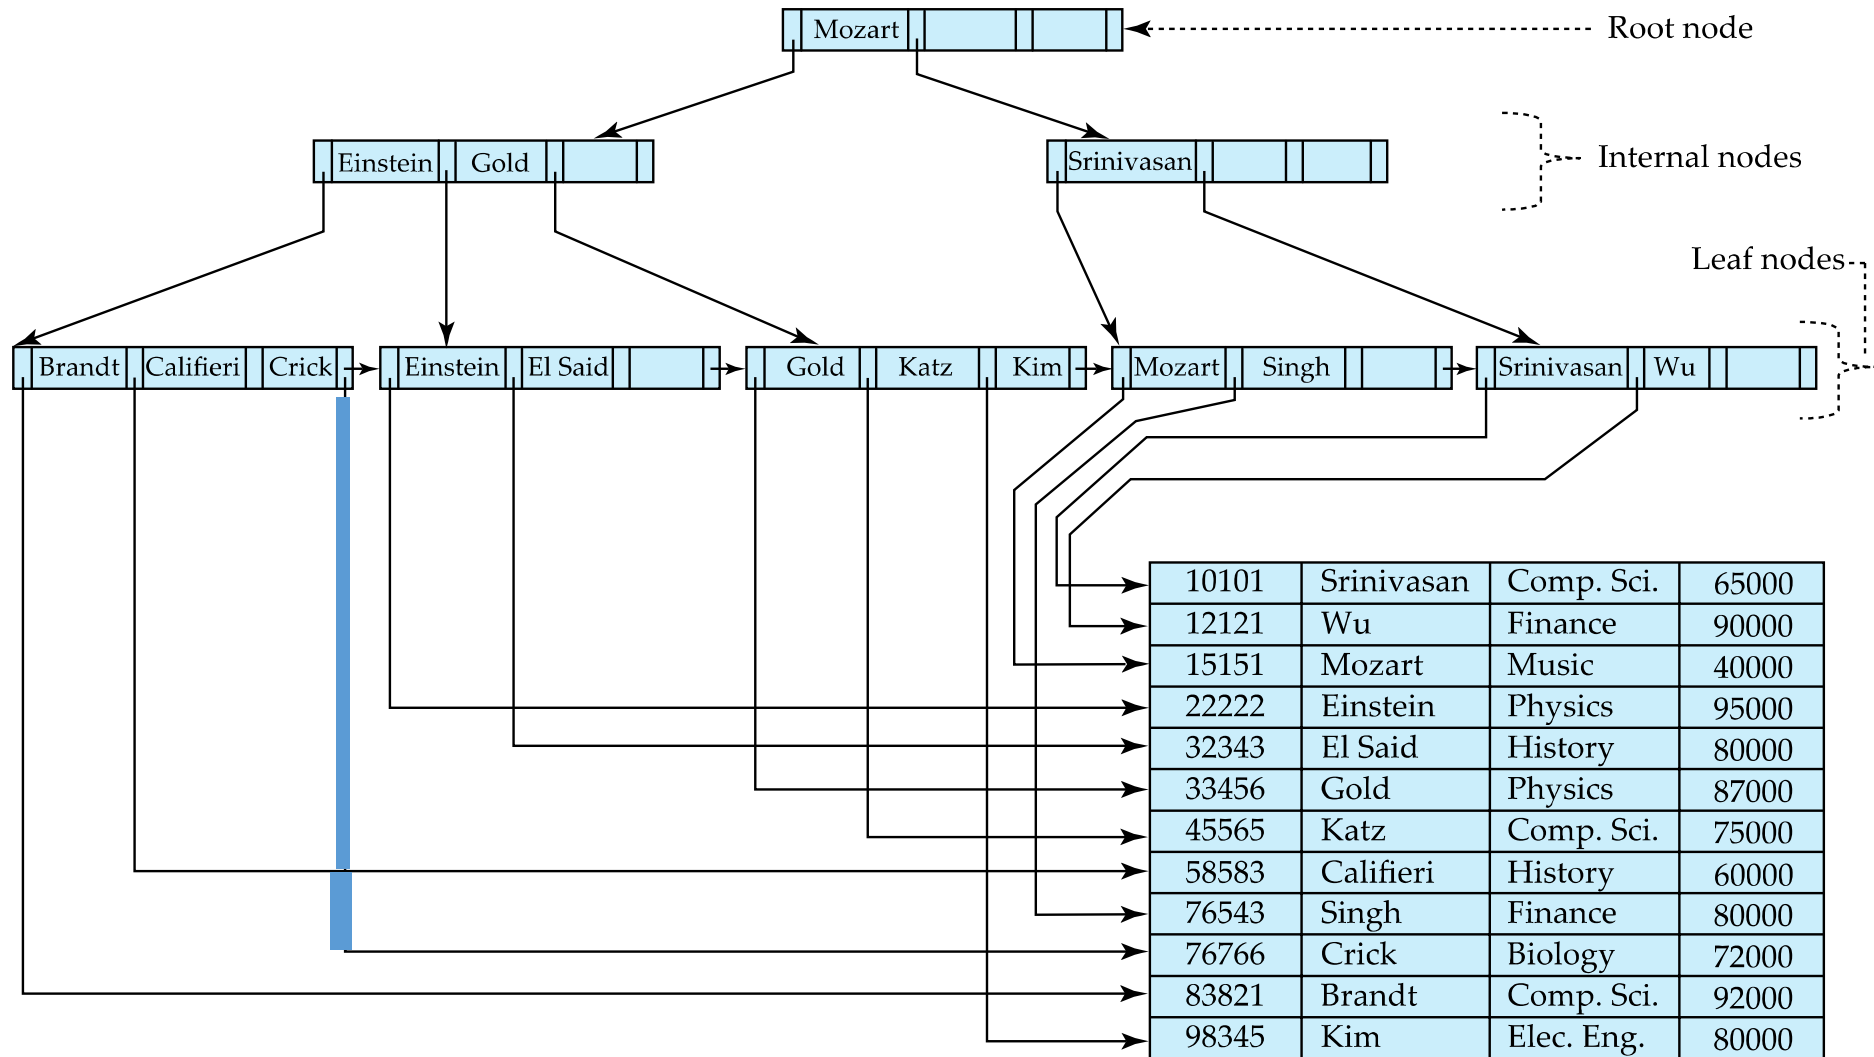 Mozart
Root node
Einstein Gold
Srinivasan
Internal nodes
Leaf nodes
Brandt Califieri Crick
Einstein El Said
Gold Katz Kim
Mozart Singh
Srinivasan Wu
10101 Srinivasan Comp. Sci. 65000
12121 Wu Finance 90000
15151 Mozart Music 40000
22222 Einstein Physics 95000
32343 El Said History 80000
33456 Gold Physics 87000
45565 Katz Comp. Sci. 75000
58583 Califieri History 60000
76543 Singh Finance 80000
76766 Crick Biology 72000
83821 Brandt Comp. Sci. 92000
98345 Kim Elec. Eng. 80000